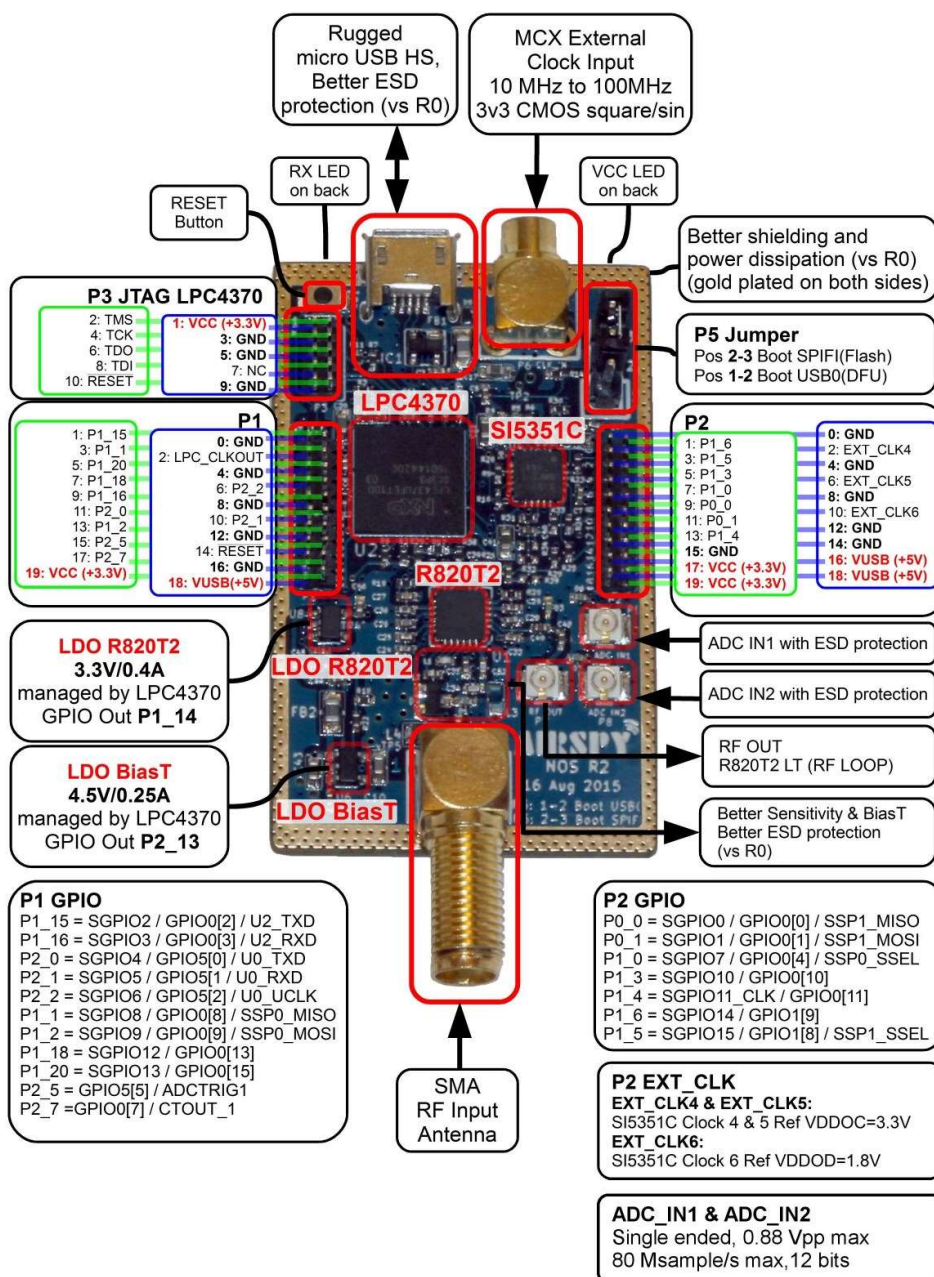 Rugged
micro USB HS,
Better ESD
protection (vs R0)
MCX External
Clock Input
10 MHz to 100MHz
3v3 CMOS square/sin
RX LED
on back
VCC LED
on back
RESET
Button
Better shielding and
power dissipation (vs R0)
(gold plated on both sides)
P3 JTAG LPC4370
2: TMS
4: TCK
6: TDO
8: TDI
10: RESET
1: VCC (+3.3V)
3: GND
5: GND
7: NC
9: GND
P5 Jumper
Pos 2-3 Boot SPIFI(Flash)
Pos 1-2 Boot USB0(DFU)
P1
1: P1_15
3: P1_1
5: P1_20
7: P1_18
9: P1_16
11: P2_0
13: P1_2
15: P2_5
17: P2_7
19: VCC (+3.3V)
0: GND
2: LPC_CLKOUT
4: GND
6: P2_2
8: GND
10: P2_1
12: GND
14: RESET
16: GND
18: VUSB(+5V)
LPC4370
SI5351C
U2
R820T2
LDO R820T2
LDO BiasT
FB2
ADC IN2
P8
NOS R2
16 Aug 2015
: 1-2 Boot USB(
: 2-3 Boot SPIF
P2
1: P1_6
3: P1_5
5: P1_3
7: P1_0
9: P0_0
11: P0_1
13: P1_4
15: GND
17: VCC (+3.3V)
19: VCC (+3.3V)
0: GND
2: EXT_CLK4
4: GND
6: EXT_CLK5
8: GND
10: EXT_CLK6
12: GND
14: GND
16: VUSB (+5V)
18: VUSB (+5V)
LDO R820T2
3.3V/0.4A
managed by LPC4370
GPIO Out P1_14
LDO BiasT
4.5V/0.25A
managed by LPC4370
GPIO Out P2_13
ADC IN1 with ESD protection
ADC IN2 with ESD protection
RF OUT
R820T2 LT (RF LOOP)
Better Sensitivity & BiasT
Better ESD protection
(vs R0)
P1 GPIO
P1_15 = SGPIO2 / GPIO0[2] / U2_TXD
P1_16 = SGPIO3 / GPIO0[3] / U2_RXD
P2_0 = SGPIO4 / GPIO5[0] / U0_TXD
P2_1 = SGPIO5 / GPIO5[1 / U0_RXD
P2_2 = SGPIO6 / GPIO5[2] / U0_UCLK
P1_1 = SGPIO8 / GPIO0[8] / SSP0_MISO
P1_2 = SGPIO9 / GPIO0[9] / SSP0_MOSI
P1_18 = SGPIO12 / GPIO0[13]
P1_20 = SGPIO13 / GPIO0[15]
P2_5 = GPIO5[5] / ADCTRIG1
P2_7 =GPIO0[7] / CTOUT_1
SMA
RF Input
Antenna
P2 GPIO
P0_0 = SGPIO0 / GPIO0[0] / SSP1_MISO
P0_1 = SGPIO1 / GPIO0[1] / SSP1_MOSI
P1_0 = SGPIO7 / GPIO0[4] / SSP0_SSEL
P1_3 = SGPIO10 / GPIO0[10]
P1_4 = SGPIO11_CLK / GPIO0[11]
P1_6 = SGPIO14 / GPIO1[9]
P1_5 = SGPIO15 / GPIO1[8] / SSP1_SSEL
P2 EXT_CLK
EXT_CLK4 & EXT_CLK5:
SI5351C Clock 4 & 5 Ref VDDOC=3.3V
EXT_CLK6:
SI5351C Clock 6 Ref VDDOD=1.8V
ADC_IN1 & ADC_IN2
Single ended, 0.88 Vpp max
80 Msample/s max,12 bits